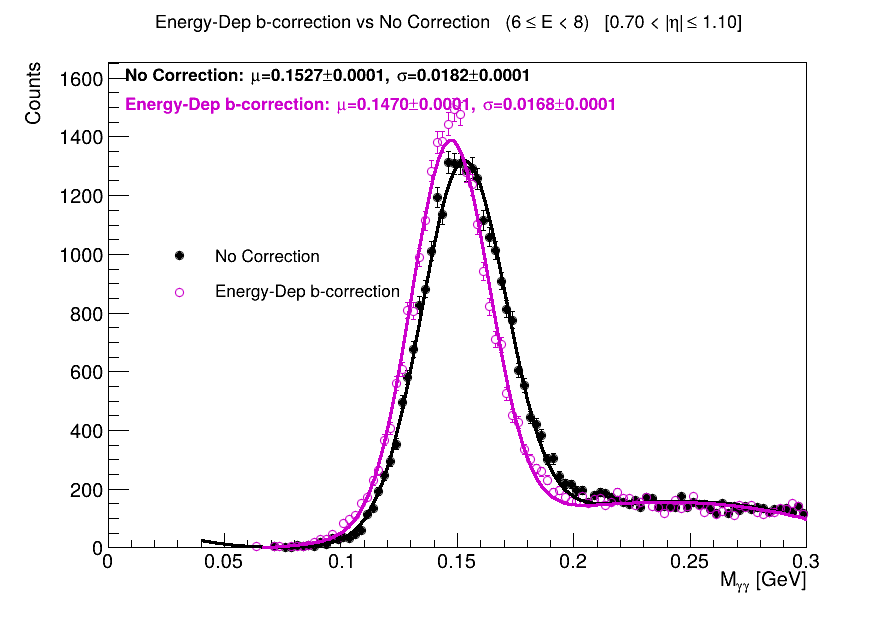 Energy-Dep b-correction vs No Correction (6 ≤ E < 8) [0.70 < |η| ≤ 1.10]
Counts
No Correction: μ=0.1527±0.0001, σ=0.0182±0.0001
Energy-Dep b-correction: μ=0.1470±0.0001, σ=0.0168±0.0001
1600
1400
1200
1000
800
600
400
200
0
No Correction
Energy-Dep b-correction
0 0.05 0.1 0.15 0.2 0.25 0.3
Mγγ [GeV]